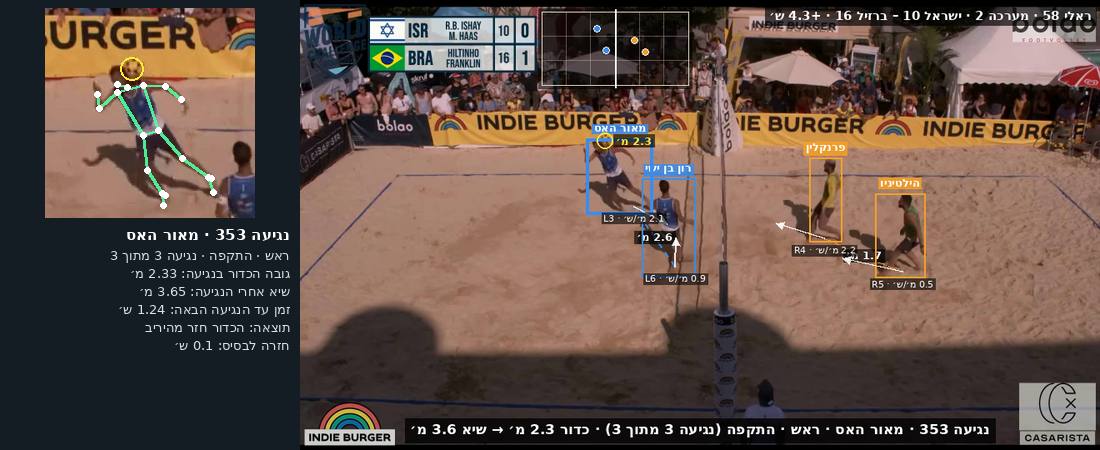 BURGER
נגיעה 353 · מאור האס
ראש · התקפה · נגיעה 3 מתוך 3
גובה הכדור בנגיעה: 2.33 מ׳
שיא אחרי הנגיעה: 3.65 מ׳
זמן עד הנגיעה הבאה: 1.24 ש׳
תוצאה: הכדור חזר מהיריב
חזרה לבסיס: 0.1 ש׳
ראלי 58 · מערכה 2 · ישראל 10 – ברזיל 16 · +4.3 ש׳
WORLD
ISR R.B. ISHAY M. HAAS 10 0
BRA HILTINHO FRANKLIN 16 1
INDIE BURGER
bolao
FOOTVOLLEY
bolao
INDIE BURGER
INDIE BURGER
bolao
מאור האס
2.3 מ׳
רון בן ישי
L3 · 2.1 מ׳/ש׳
2.6 מ׳
L6 · 0.9 מ׳/ש׳
פרנקלין
הילטיניו
R4 · 2.2 מ׳/ש׳
1.7 מ׳
R5 · 0.5 מ׳/ש׳
נגיעה 353 · מאור האס · ראש · התקפה (נגיעה 3 מתוך 3) · כדור 2.3 מ׳ → שיא 3.6 מ׳
INDIE BURGER
CASARISTA